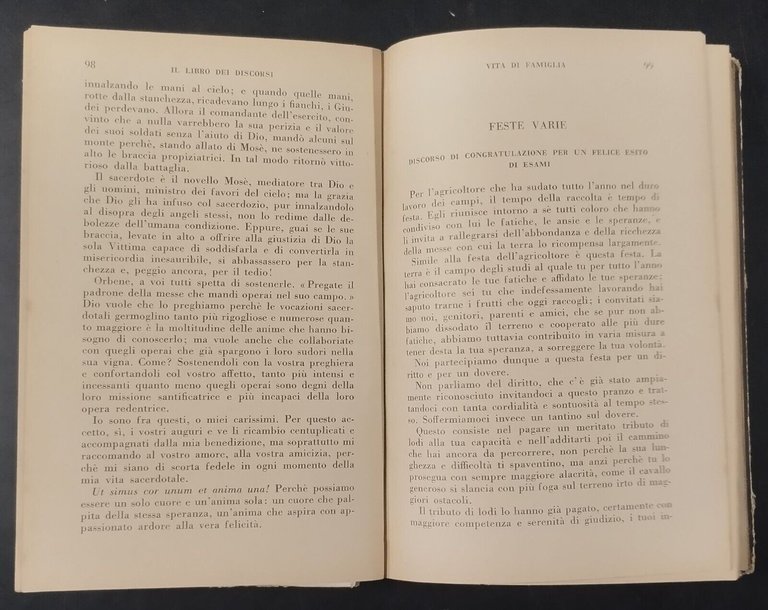 98
IL LIBRO DEI DISCORSI
innalzando le mani al cielo; e quando quelle mani,
rotte dalla stanchezza, ricadevano lungo i fianchi, i Giu-
dei perdevano. Allora il comandante dell'esercito, con-
vinto che a nulla varrebbero la sua perizia e il valore
dei suoi soldati senza l'aiuto di Dio, mandò alcuni sul
monte perchè, stando allato di Mosè, ne sostenessero in
alto le braccia propiziatrici. In tal modo ritornò vitto-
rioso dalla battaglia.
Il sacerdote è il novello Mosè, mediatore tra Dio e
gli uomini, ministro dei favori del cielo; ma la grazia
che Dio gli ha infuso col sacerdozio, pur innalzandolo
al disopra degli angeli stessi, non lo redime dalle de-
bolezze dell'umana condizione. Eppure, guai se le sue
braccia, levate in alto a offrire alla giustizia di Dio la
sola Vittima capace di soddisfarla e di convertirla in
misericordia inesauribile, si abbassassero per la stan-
chezza e, peggio ancora, per il tedio!
Orbene, a voi tutti spetta di sostenerle. «Pregate il
padrone della messe che mandi operai nel suo campo.»
Dio vuole che lo preghiamo perchè le vocazioni sacer-
dotali germoglino tanto più rigogliose e numerose quan-
to maggiore è la moltitudine delle anime che hanno bi-
sogno di conoscerlo; ma vuole anche che collaboriate
con quegli operai che già spargono i loro sudori nella
sua vigna. Come? Sostenendoli con la vostra preghiera
e confortandoli col vostro affetto, tanto più intensi e
incessanti quanto meno quegli operai sono degni della
loro missione santificatrice e più incapaci della loro
opera redentrice.
Io sono fra questi, o miei carissimi. Per questo ac-
cetto, sì, i vostri auguri e ve li ricambio centuplicati e
accompagnati dalla mia benedizione, ma soprattutto mi
raccomando al vostro amore, alla vostra amicizia, per-
chè mi siano di scorta fedele in ogni momento della
mia vita sacerdotale.
Ut simus cor unum et anima una! Perchè possiamo
essere un solo cuore e un'anima sola: un cuore che pal-
pita della stessa speranza, un'anima che aspira con ap-
passionato ardore alla vera felicità.
VITA DI FAMIGLIA
99
FESTE VARIE
DISCORSO DI CONGRATULAZIONE PER UN FELICE ESITO
DI ESAMI
Per l'agricoltore che ha sudato tutto l'anno nel duro
lavoro dei campi, il tempo della raccolta è tempo di
festa. Egli riunisce intorno a sè tutti coloro che hanno
condiviso con lui le fatiche, le ansie e le speranze, e
li invita a rallegrarsi dell'abbondanza e della ricchezza
della messe con cui la terra lo ricompensa largamente.
Simile alla festa dell'agricoltore è questa festa. La
terra è il campo degli studi al quale tu per tutto l'anno
hai consacrato le tue fatiche e affidato le tue speranze;
l'agricoltore sei tu che indefessamente lavorando hai
saputo trarne i frutti che oggi raccogli; i convitati sia-
mo noi, genitori, parenti e amici, che se pur non ab-
biamo dissodato il terreno e cooperato alle più dure
fatiche, abbiamo tuttavia contribuito in varia misura a
tener desta la tua speranza, a sorreggere la tua volontà.
Noi partecipiamo dunque a questa festa per un di-
ritto e per un dovere.
Non parliamo del diritto, che c'è già stato ampia-
mente riconosciuto invitandoci a questo pranzo e trat-
tandoci con tanta cordialità e sontuosità al tempo stes-
so. Soffermiamoci invece un tantino sul dovere.
Questo consiste nel pagare un meritato tributo di
lodi alla tua capacità e nell'additarti poi il cammino
che hai ancora da percorrere, non perchè la sua lun-
ghezza e difficoltà ti spaventino, ma anzi perchè tu lo
prosegua con sempre maggiore alacrità, come il cavallo
generoso si slancia con più foga sul terreno irto di mag-
giori ostacoli.
Il tributo di lodi lo hanno già pagato, certamente con
maggiore competenza e serenità di giudizio, i tuoi in-